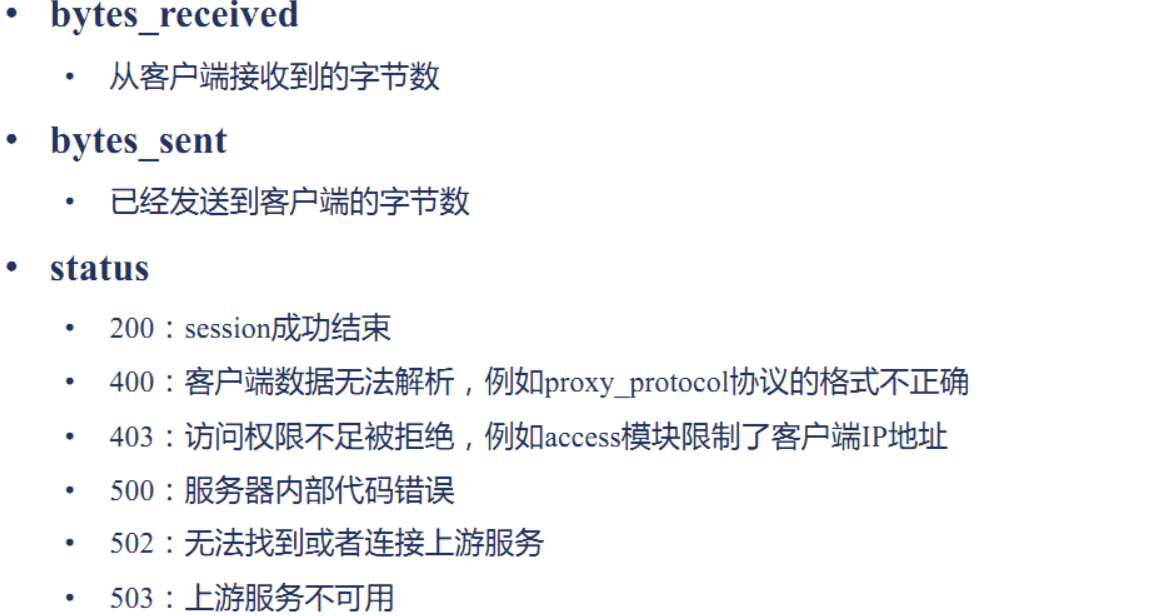 • bytes_received
• 从客户端接收到的字节数
• bytes_sent
• 已经发送到客户端的字节数
• status
• 200：session成功结束
• 400：客户端数据无法解析，例如proxy_protocol协议的格式不正确
• 403：访问权限不足被拒绝，例如access模块限制了客户端IP地址
• 500：服务器内部代码错误
• 502：无法找到或者连接上游服务
• 503：上游服务不可用